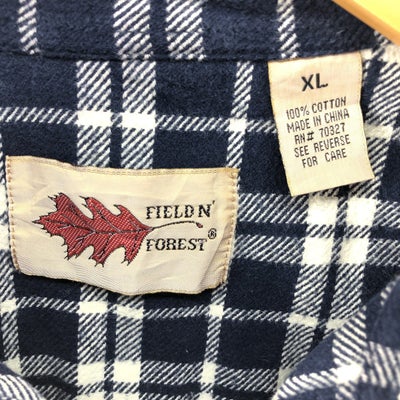 XL
100% COTTON
MADE IN CHINA
RN# 70327
SEE REVERSE
FOR CARE
FIELD N'
FOREST®